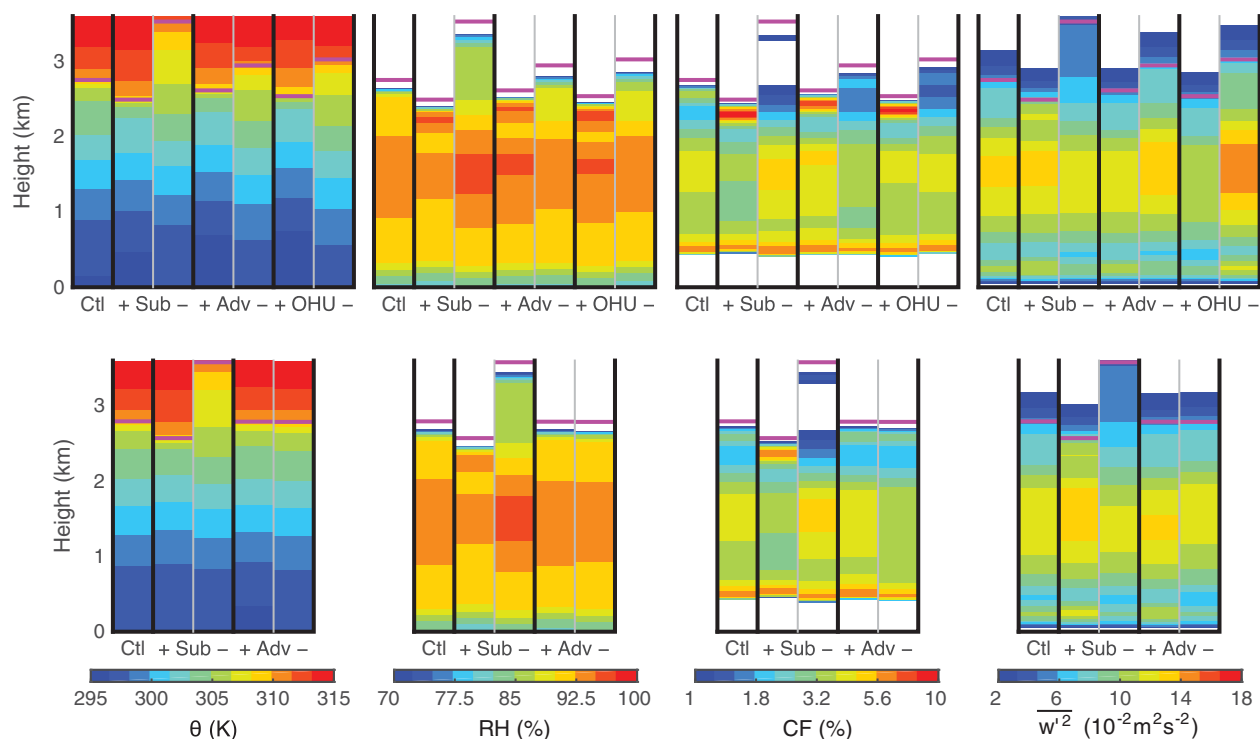 Height (km)
3
2
1
0
Ctl + Sub − + Adv − + OHU −
Ctl + Sub − + Adv − + OHU −
Ctl + Sub − + Adv − + OHU −
Ctl + Sub − + Adv − + OHU −
Height (km)
3
2
1
0
Ctl + Sub − + Adv −
Ctl + Sub − + Adv −
Ctl + Sub − + Adv −
Ctl + Sub − + Adv −
295 300 305 310 315
θ (K)
70 77.5 85 92.5 100
RH (%)
1 1.8 3.2 5.6 10
CF (%)
2 6 10 14 18
w'² (10⁻²m²s⁻²)